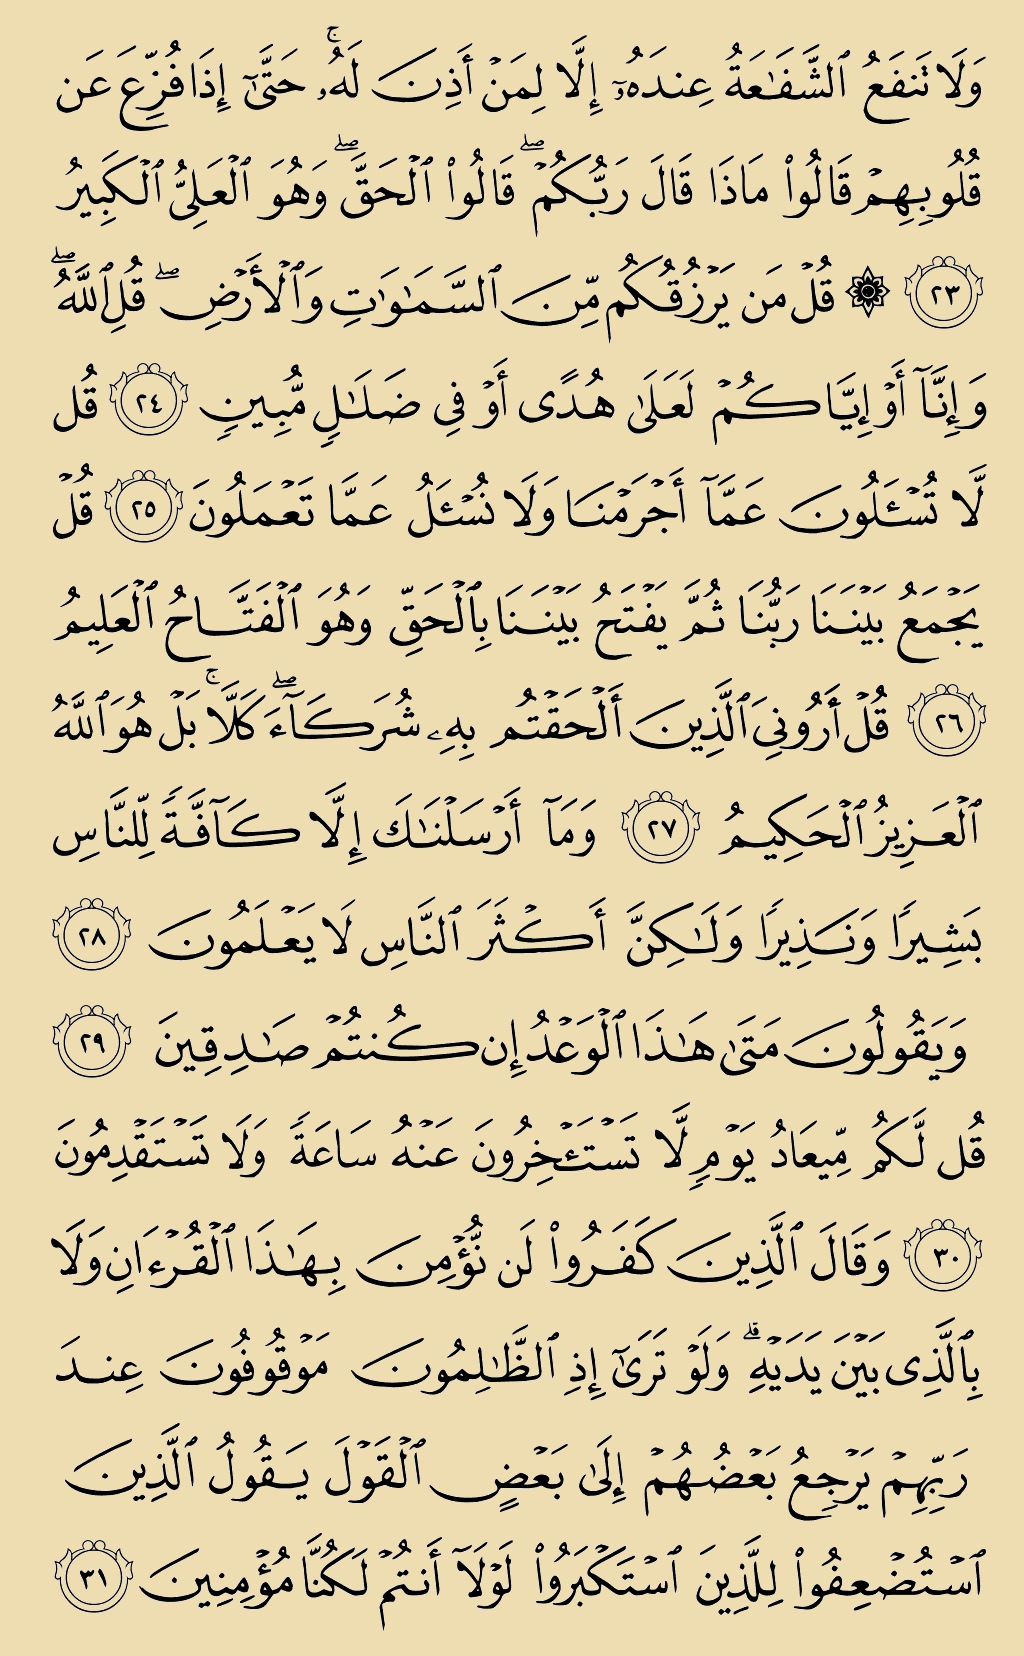 وَلَا تَنفَعُ ٱلشَّفَـٰعَةُ عِندَهُۥٓ إِلَّا لِمَنْ أَذِنَ لَهُۥ ۚ حَتَّىٰٓ إِذَا فُزِّعَ عَن
قُلُوبِهِمْ قَالُوا۟ مَاذَا قَالَ رَبُّكُمْ ۖ قَالُوا۟ ٱلْحَقَّ ۖ وَهُوَ ٱلْعَلِىُّ ٱلْكَبِيرُ
٢٣ ۞ قُلْ مَن يَرْزُقُكُم مِّنَ ٱلسَّمَـٰوَٰتِ وَٱلْأَرْضِ ۖ قُلِ ٱللَّهُ ۖ
وَإِنَّآ أَوْ إِيَّاكُمْ لَعَلَىٰ هُدًى أَوْ فِى ضَلَـٰلٍ مُّبِينٍ ٢٤ قُل
لَّا تُسْـَٔلُونَ عَمَّآ أَجْرَمْنَا وَلَا نُسْـَٔلُ عَمَّا تَعْمَلُونَ ٢٥ قُلْ
يَجْمَعُ بَيْنَنَا رَبُّنَا ثُمَّ يَفْتَحُ بَيْنَنَا بِٱلْحَقِّ وَهُوَ ٱلْفَتَّاحُ ٱلْعَلِيمُ
٢٦ قُلْ أَرُونِىَ ٱلَّذِينَ أَلْحَقْتُم بِهِۦ شُرَكَآءَ ۖ كَلَّا ۚ بَلْ هُوَ ٱللَّهُ
ٱلْعَزِيزُ ٱلْحَكِيمُ ٢٧ وَمَآ أَرْسَلْنَـٰكَ إِلَّا كَآفَّةً لِّلنَّاسِ
بَشِيرًا وَنَذِيرًا وَلَـٰكِنَّ أَكْثَرَ ٱلنَّاسِ لَا يَعْلَمُونَ ٢٨
وَيَقُولُونَ مَتَىٰ هَـٰذَا ٱلْوَعْدُ إِن كُنتُمْ صَـٰدِقِينَ ٢٩
قُل لَّكُم مِّيعَادُ يَوْمٍ لَّا تَسْتَـْٔخِرُونَ عَنْهُ سَاعَةً وَلَا تَسْتَقْدِمُونَ
٣٠ وَقَالَ ٱلَّذِينَ كَفَرُوا۟ لَن نُّؤْمِنَ بِهَـٰذَا ٱلْقُرْءَانِ وَلَا
بِٱلَّذِى بَيْنَ يَدَيْهِ ۗ وَلَوْ تَرَىٰٓ إِذِ ٱلظَّـٰلِمُونَ مَوْقُوفُونَ عِندَ
رَبِّهِمْ يَرْجِعُ بَعْضُهُمْ إِلَىٰ بَعْضٍ ٱلْقَوْلَ يَقُولُ ٱلَّذِينَ
ٱسْتُضْعِفُوا۟ لِلَّذِينَ ٱسْتَكْبَرُوا۟ لَوْلَآ أَنتُمْ لَكُنَّا مُؤْمِنِينَ ٣١